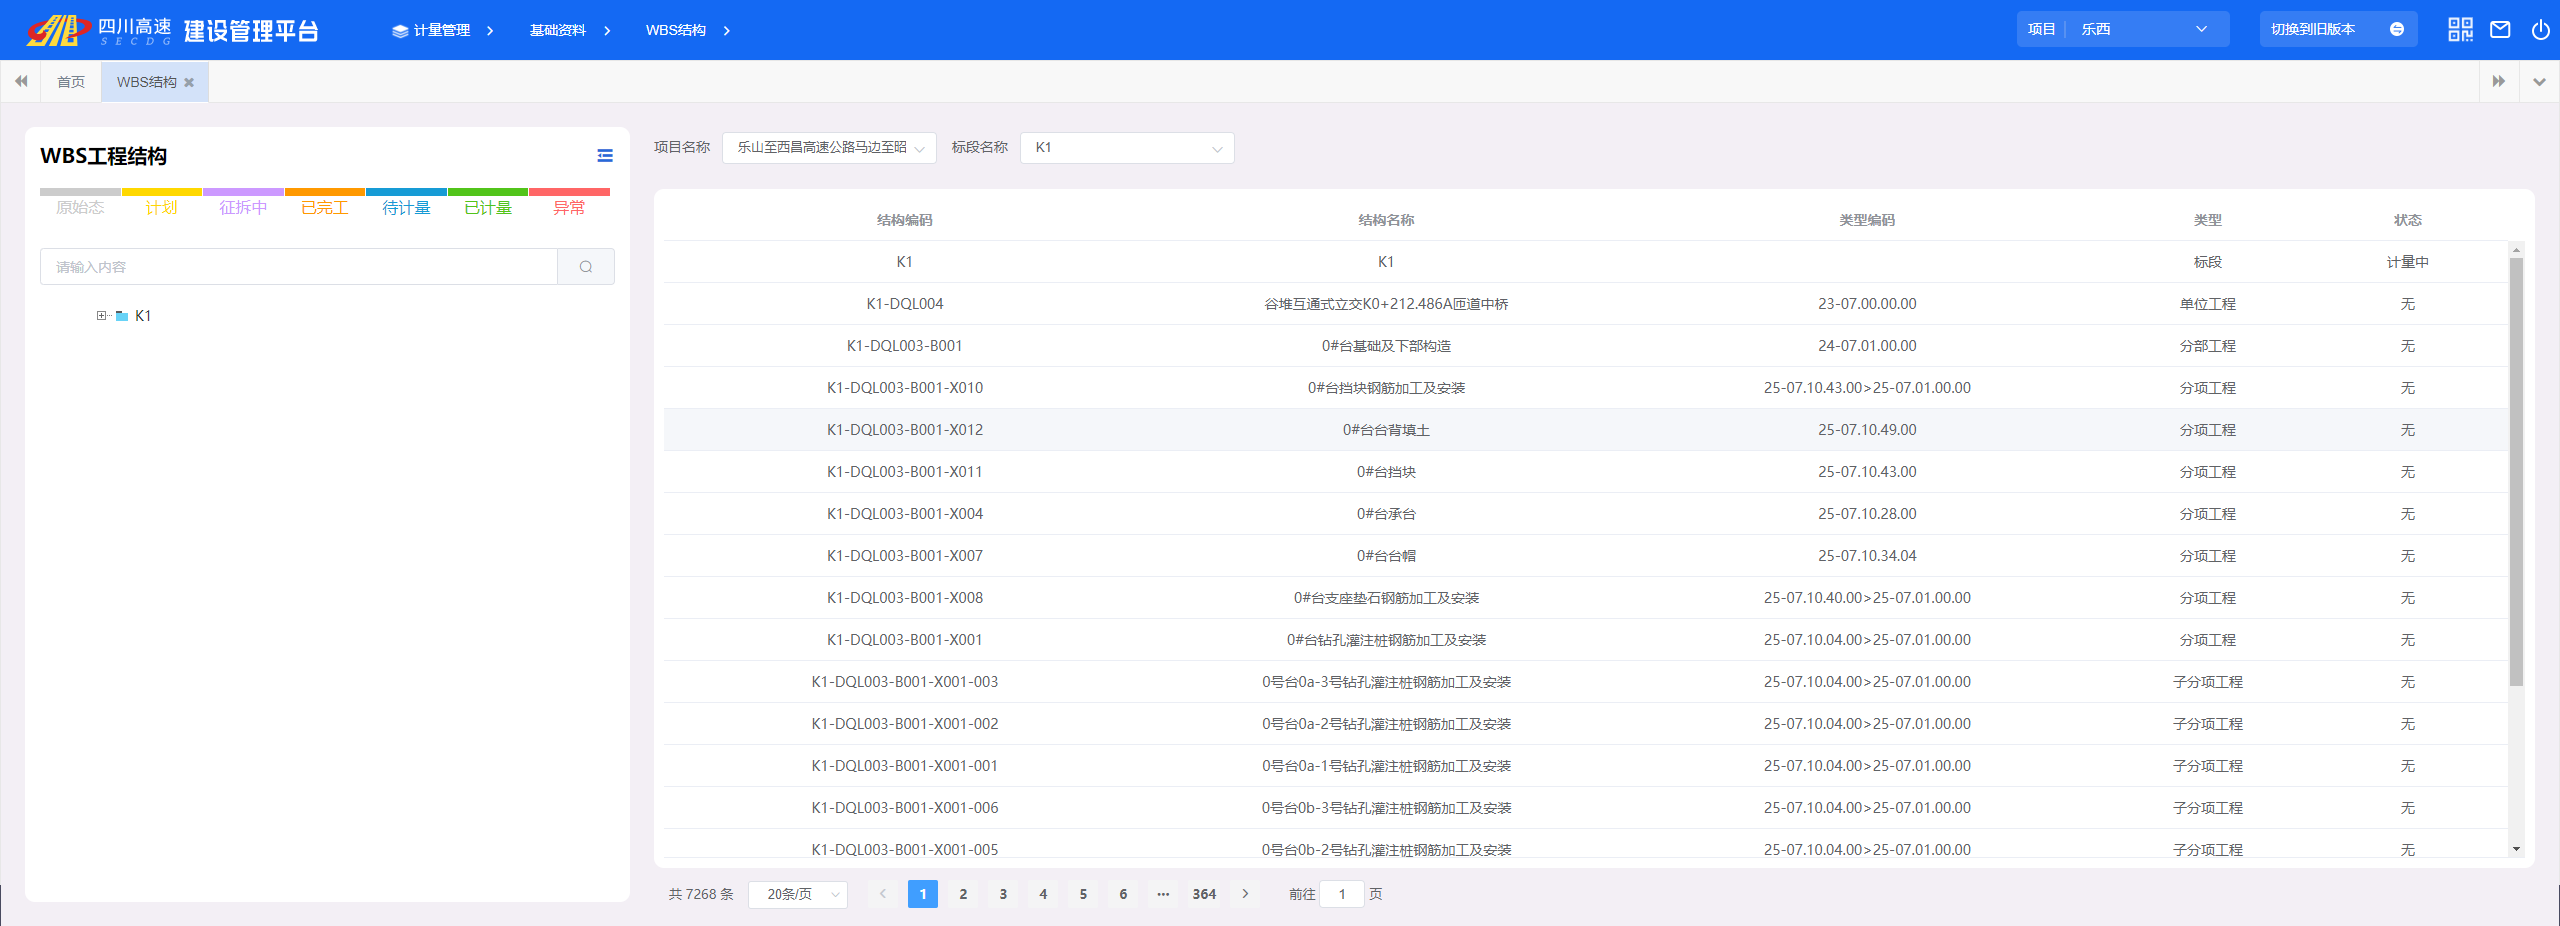 四川高速 建设管理平台
SECDG
计量管理 基础资料 WBS结构
项目 乐西 切换到旧版本
首页 WBS结构
WBS工程结构
原始态 计划 征拆中 已完工 待计量 已计量 异常
请输入内容
K1
项目名称 乐山至西昌高速公路马边至昭 标段名称 K1
结构编码 结构名称 类型编码 类型 状态
K1 K1 标段 计量中
K1-DQL004 谷堆互通式立交K0+212.486A匝道中桥 23-07.00.00.00 单位工程 无
K1-DQL003-B001 0#台基础及下部构造 24-07.01.00.00 分部工程 无
K1-DQL003-B001-X010 0#台挡块钢筋加工及安装 25-07.10.43.00>25-07.01.00.00 分项工程 无
K1-DQL003-B001-X012 0#台台背填土 25-07.10.49.00 分项工程 无
K1-DQL003-B001-X011 0#台挡块 25-07.10.43.00 分项工程 无
K1-DQL003-B001-X004 0#台承台 25-07.10.28.00 分项工程 无
K1-DQL003-B001-X007 0#台台帽 25-07.10.34.04 分项工程 无
K1-DQL003-B001-X008 0#台支座垫石钢筋加工及安装 25-07.10.40.00>25-07.01.00.00 分项工程 无
K1-DQL003-B001-X001 0#台钻孔灌注桩钢筋加工及安装 25-07.10.04.00>25-07.01.00.00 分项工程 无
K1-DQL003-B001-X001-003 0号台0a-3号钻孔灌注桩钢筋加工及安装 25-07.10.04.00>25-07.01.00.00 子分项工程 无
K1-DQL003-B001-X001-002 0号台0a-2号钻孔灌注桩钢筋加工及安装 25-07.10.04.00>25-07.01.00.00 子分项工程 无
K1-DQL003-B001-X001-001 0号台0a-1号钻孔灌注桩钢筋加工及安装 25-07.10.04.00>25-07.01.00.00 子分项工程 无
K1-DQL003-B001-X001-006 0号台0b-3号钻孔灌注桩钢筋加工及安装 25-07.10.04.00>25-07.01.00.00 子分项工程 无
K1-DQL003-B001-X001-005 0号台0b-2号钻孔灌注桩钢筋加工及安装 25-07.10.04.00>25-07.01.00.00 子分项工程 无
共 7268 条 20条/页 1 2 3 4 5 6 ••• 364 前往 1 页